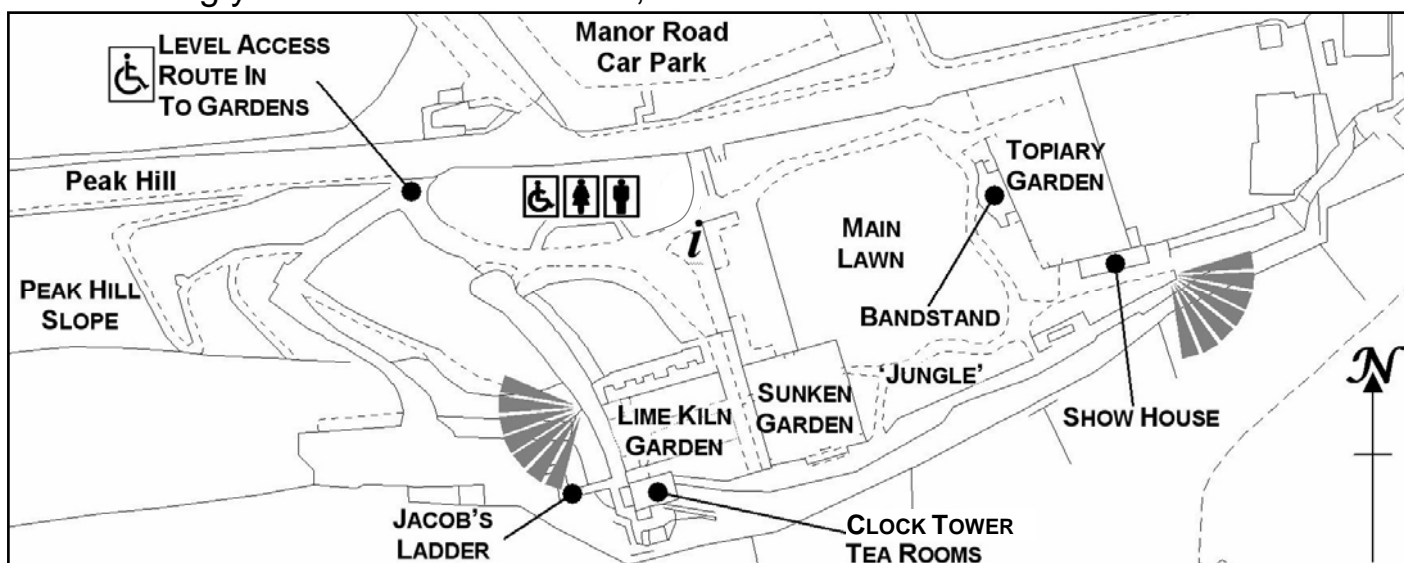 LEVEL ACCESS
ROUTE IN
TO GARDENS
Manor Road
Car Park
Peak Hill
TOPIARY
GARDEN
i
MAIN
LAWN
PEAK HILL
SLOPE
BANDSTAND
'JUNGLE'
SUNKEN
GARDEN
LIME KILN
GARDEN
SHOW HOUSE
N
JACOB'S
LADDER
CLOCK TOWER
TEA ROOMS